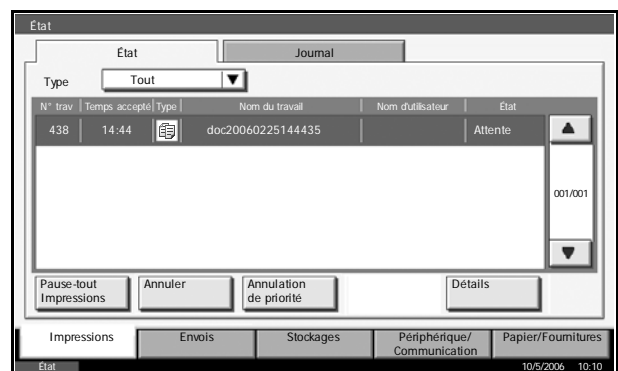 État
État Journal
Type Tout
N° trav Temps accepté Type Nom du travail Nom d'utilisateur État
438 14:44 doc20060225144435 Attente
001/001
Pause-tout Impressions
Annuler
Annulation de priorité
Détails
Impressions Envois Stockages Périphérique/ Communication Papier/Fournitures
État 10/5/2006 10:10